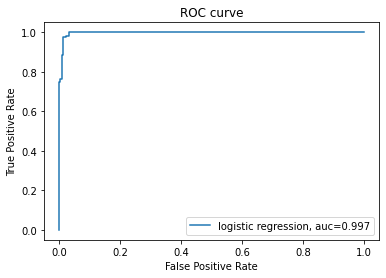 ROC curve
True Positive Rate
1.0
0.8
0.6
0.4
0.2
0.0
logistic regression, auc=0.997
0.0 0.2 0.4 0.6 0.8 1.0
False Positive Rate